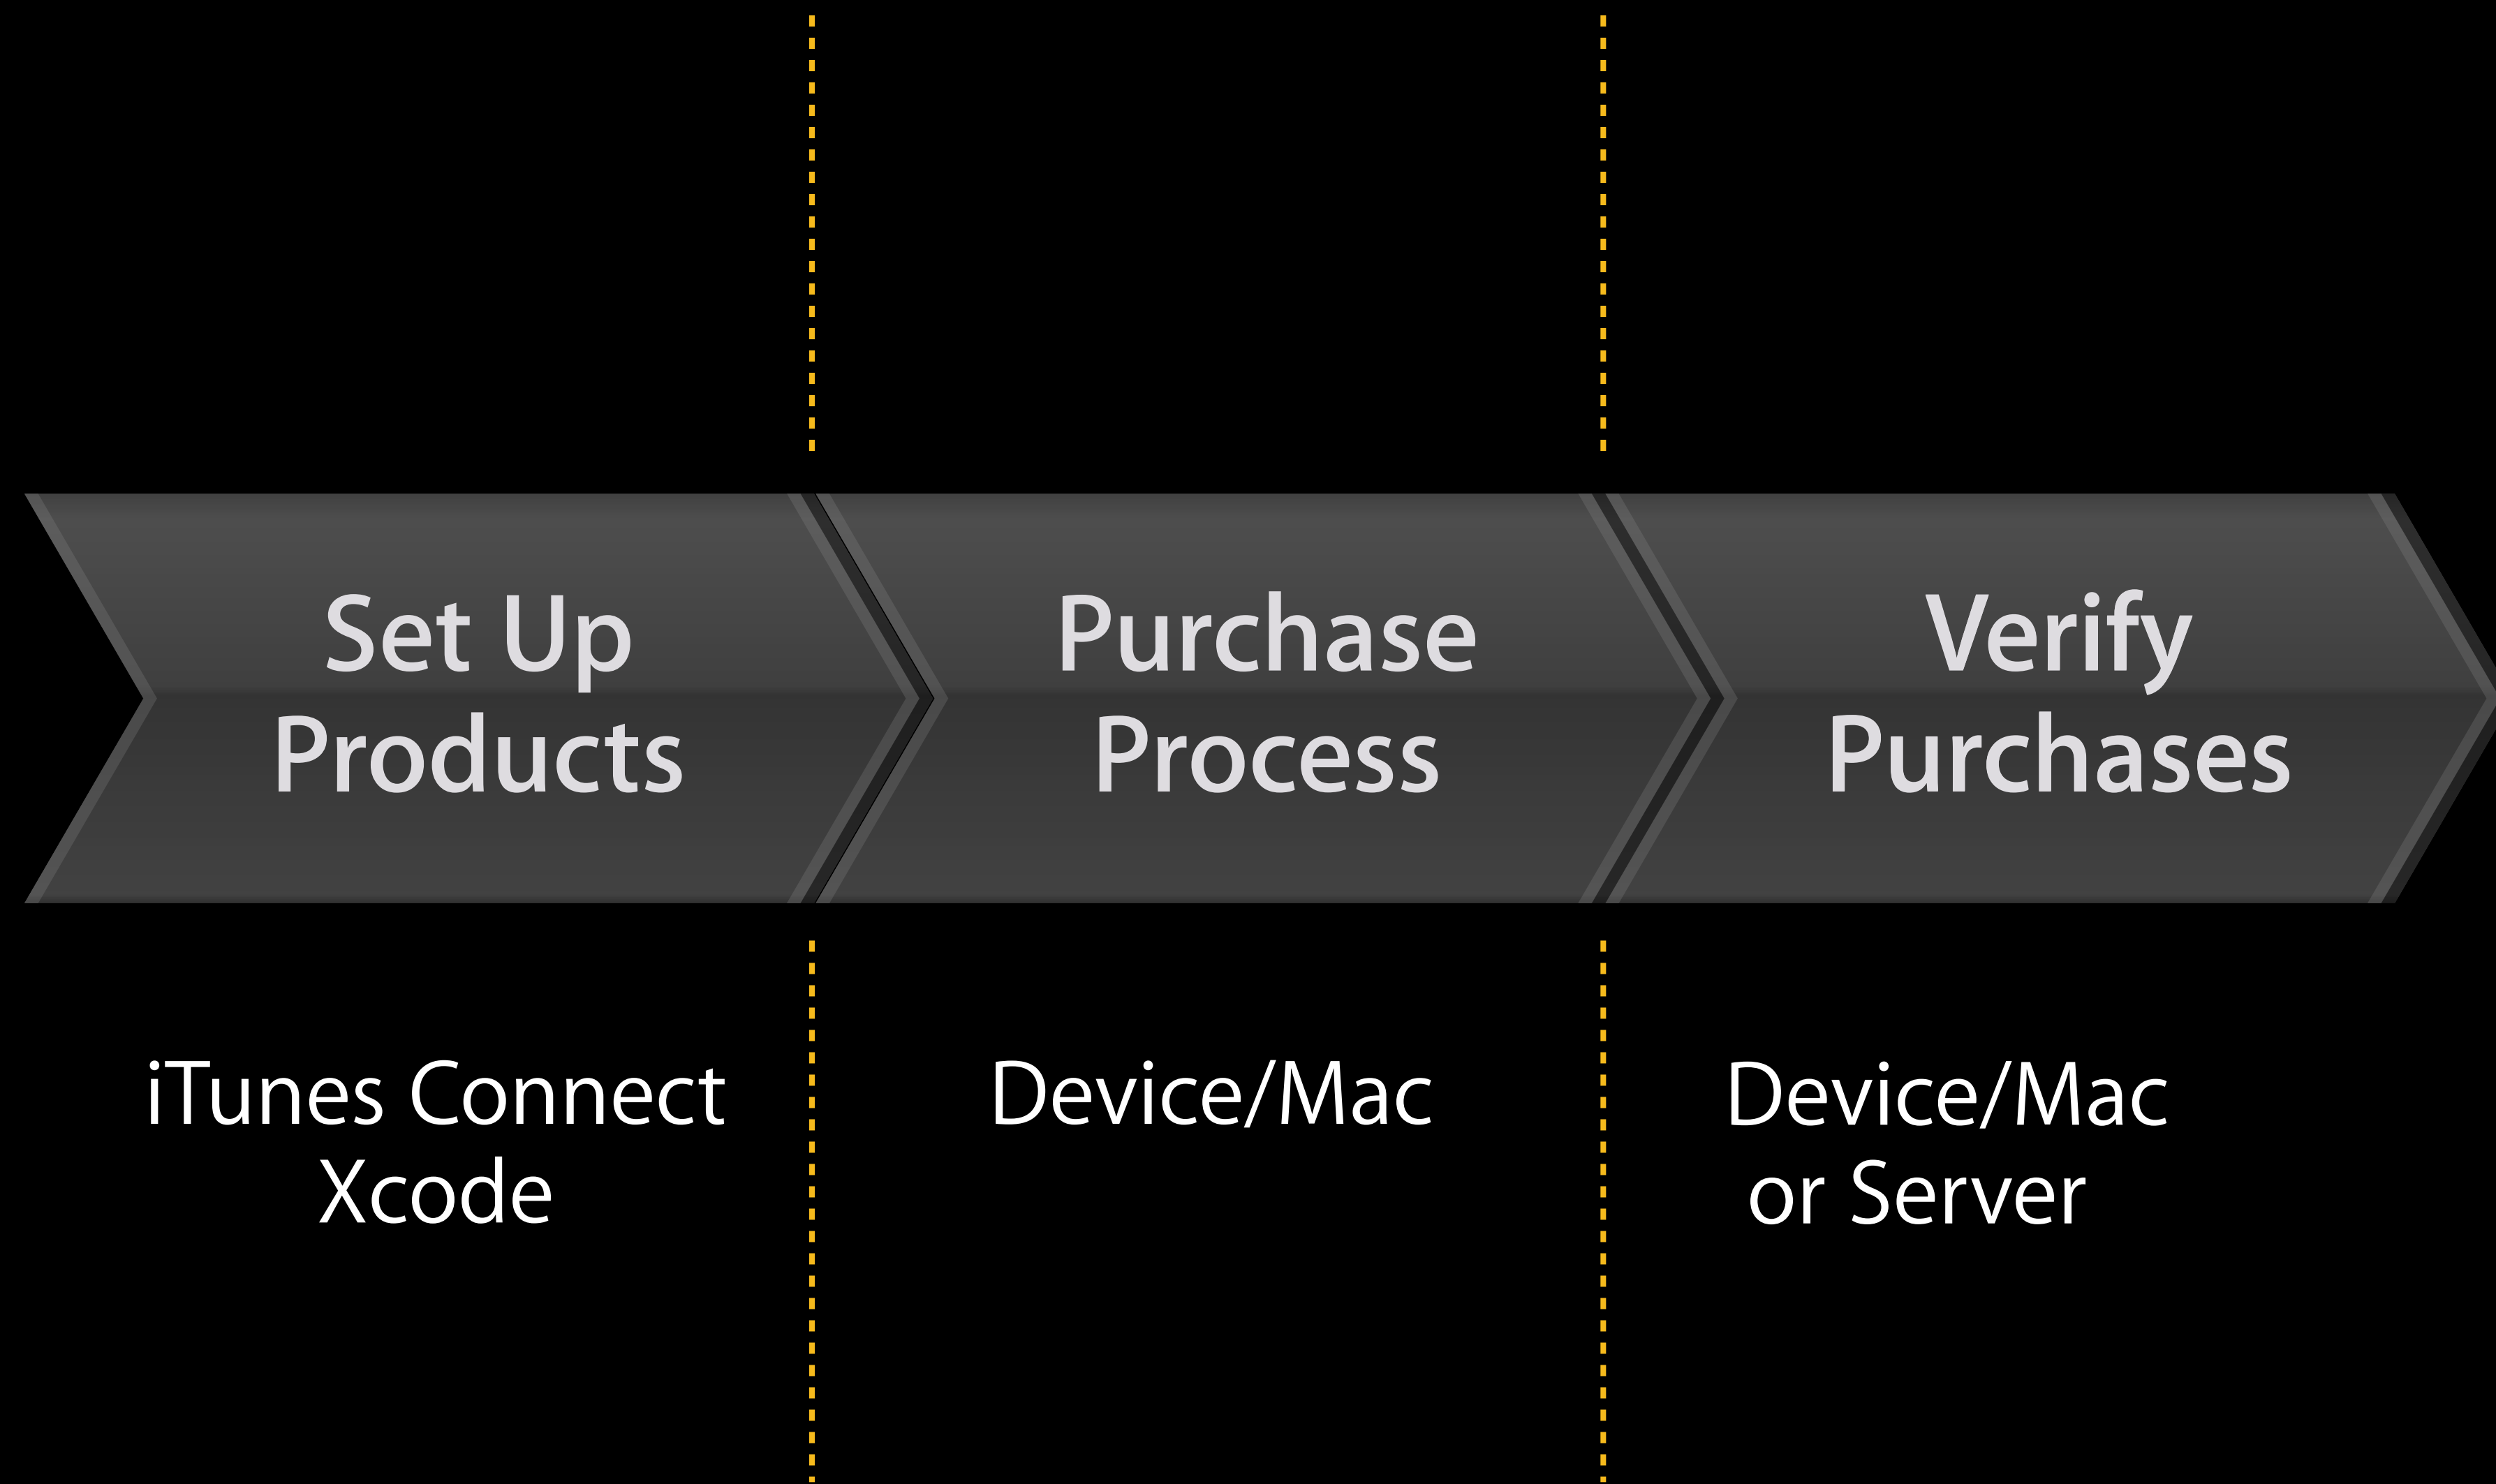 Set Up
Products
Purchase
Process
Verify
Purchases
iTunes Connect
Xcode
Device/Mac
Device/Mac
or Server